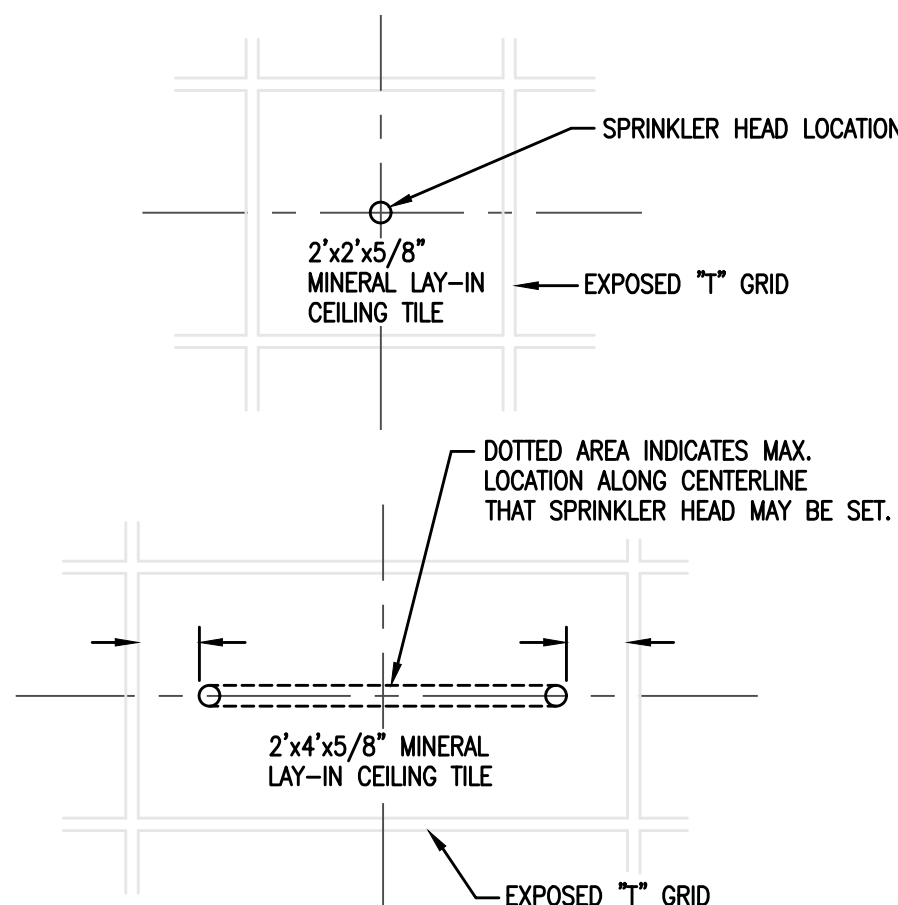 SPRINKLER HEAD LOCATION
2'x2'x5/8"
MINERAL LAY-IN
CEILING TILE
EXPOSED "T" GRID
DOTTED AREA INDICATES MAX.
LOCATION ALONG CENTERLINE
THAT SPRINKLER HEAD MAY BE SET.
2'x4'x5/8" MINERAL
LAY-IN CEILING TILE
EXPOSED "T" GRID